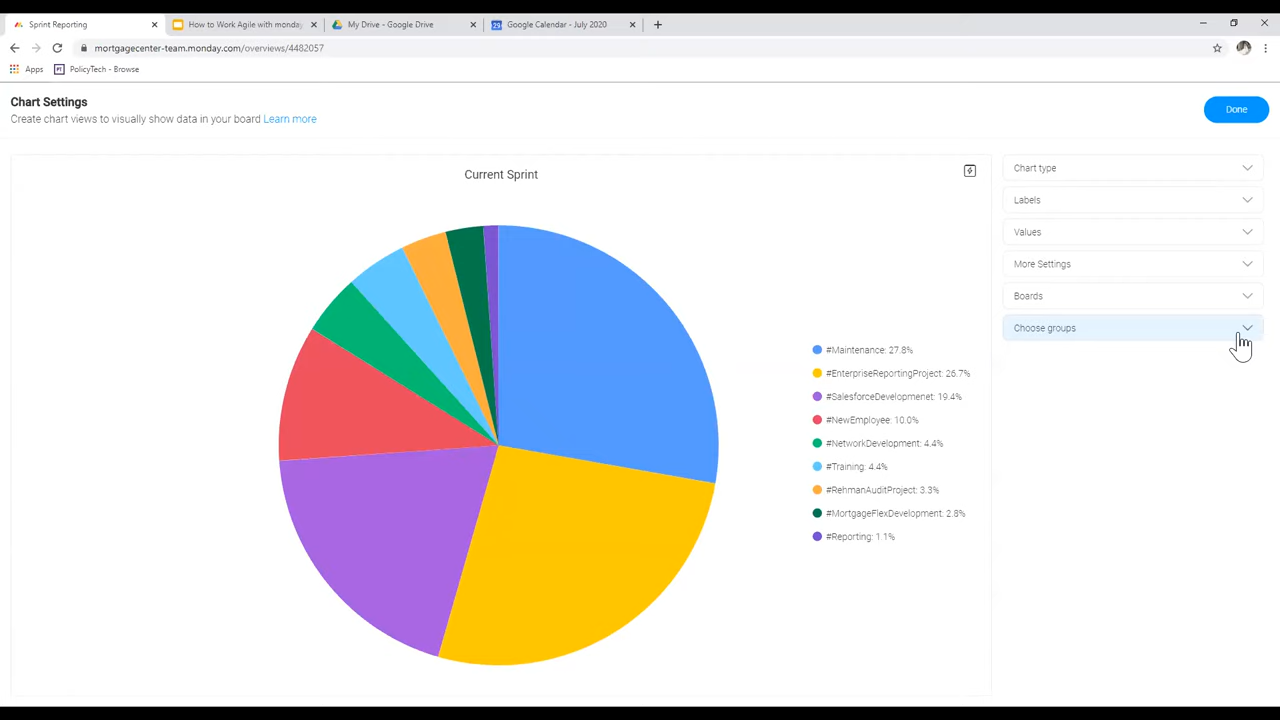 Sprint Reporting
How to Work Agile with monday
My Drive - Google Drive
Google Calendar - July 2020
mortgagecenter-team.monday.com/overviews/4482057
Apps
PT
PolicyTech - Browse
Chart Settings
Create chart views to visually show data in your board Learn more
Done
Current Sprint
#Maintenance: 27.8%
#EnterpriseReportingProject: 26.7%
#SalesforceDevelopmenet: 19.4%
#NewEmployee: 10.0%
#NetworkDevelopment: 4.4%
#Training: 4.4%
#RehmanAuditProject: 3.3%
#MortgageFlexDevelopment: 2.8%
#Reporting: 1.1%
Chart type
Labels
Values
More Settings
Boards
Choose groups